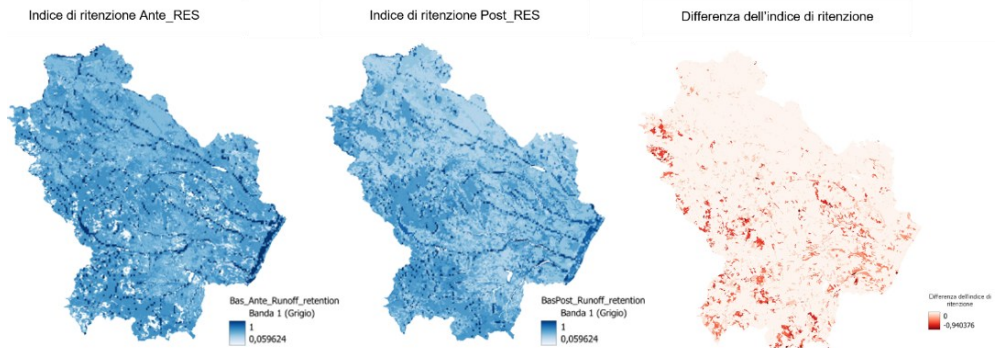 Indice di ritenzione Ante_RES
Indice di ritenzione Post_RES
Differenza dell'indice di ritenzione
Bas_Ante_Runoff_retention
Banda 1 (Grigio)
1
0,059624
BasPost_Runoff_retention
Banda 1 (Grigio)
1
0,059624
Differenza dell'indice di
ritenzione
0
-0,940376